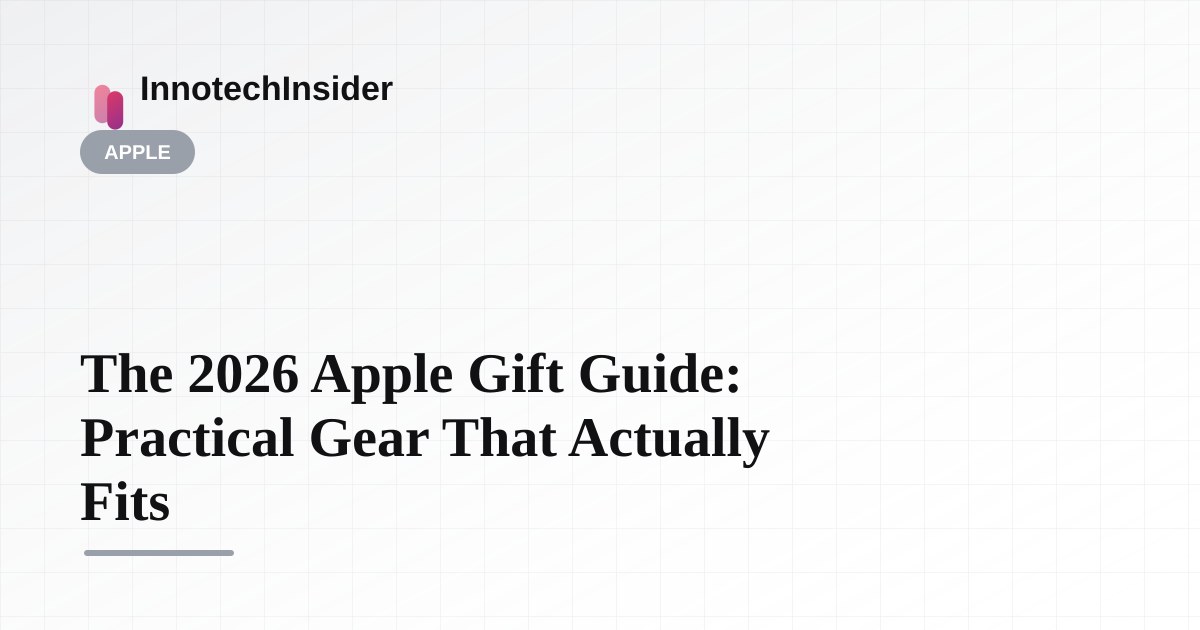 InnotechInsider
APPLE
The 2026 Apple Gift Guide:
Practical Gear That Actually
Fits